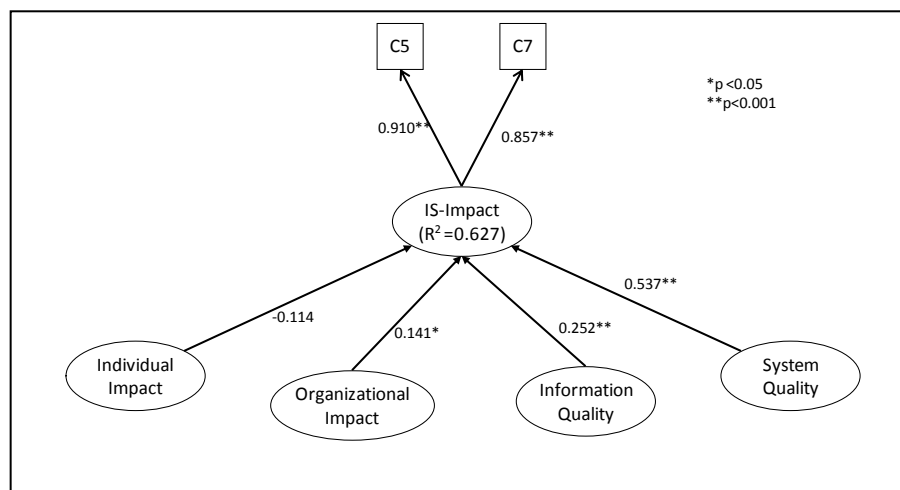 C5
C7
*p <0.05
**p<0.001
0.910**
0.857**
IS-Impact
(R² =0.627)
0.537**
-0.114
0.141*
0.252**
Individual
Impact
Organizational
Impact
Information
Quality
System
Quality